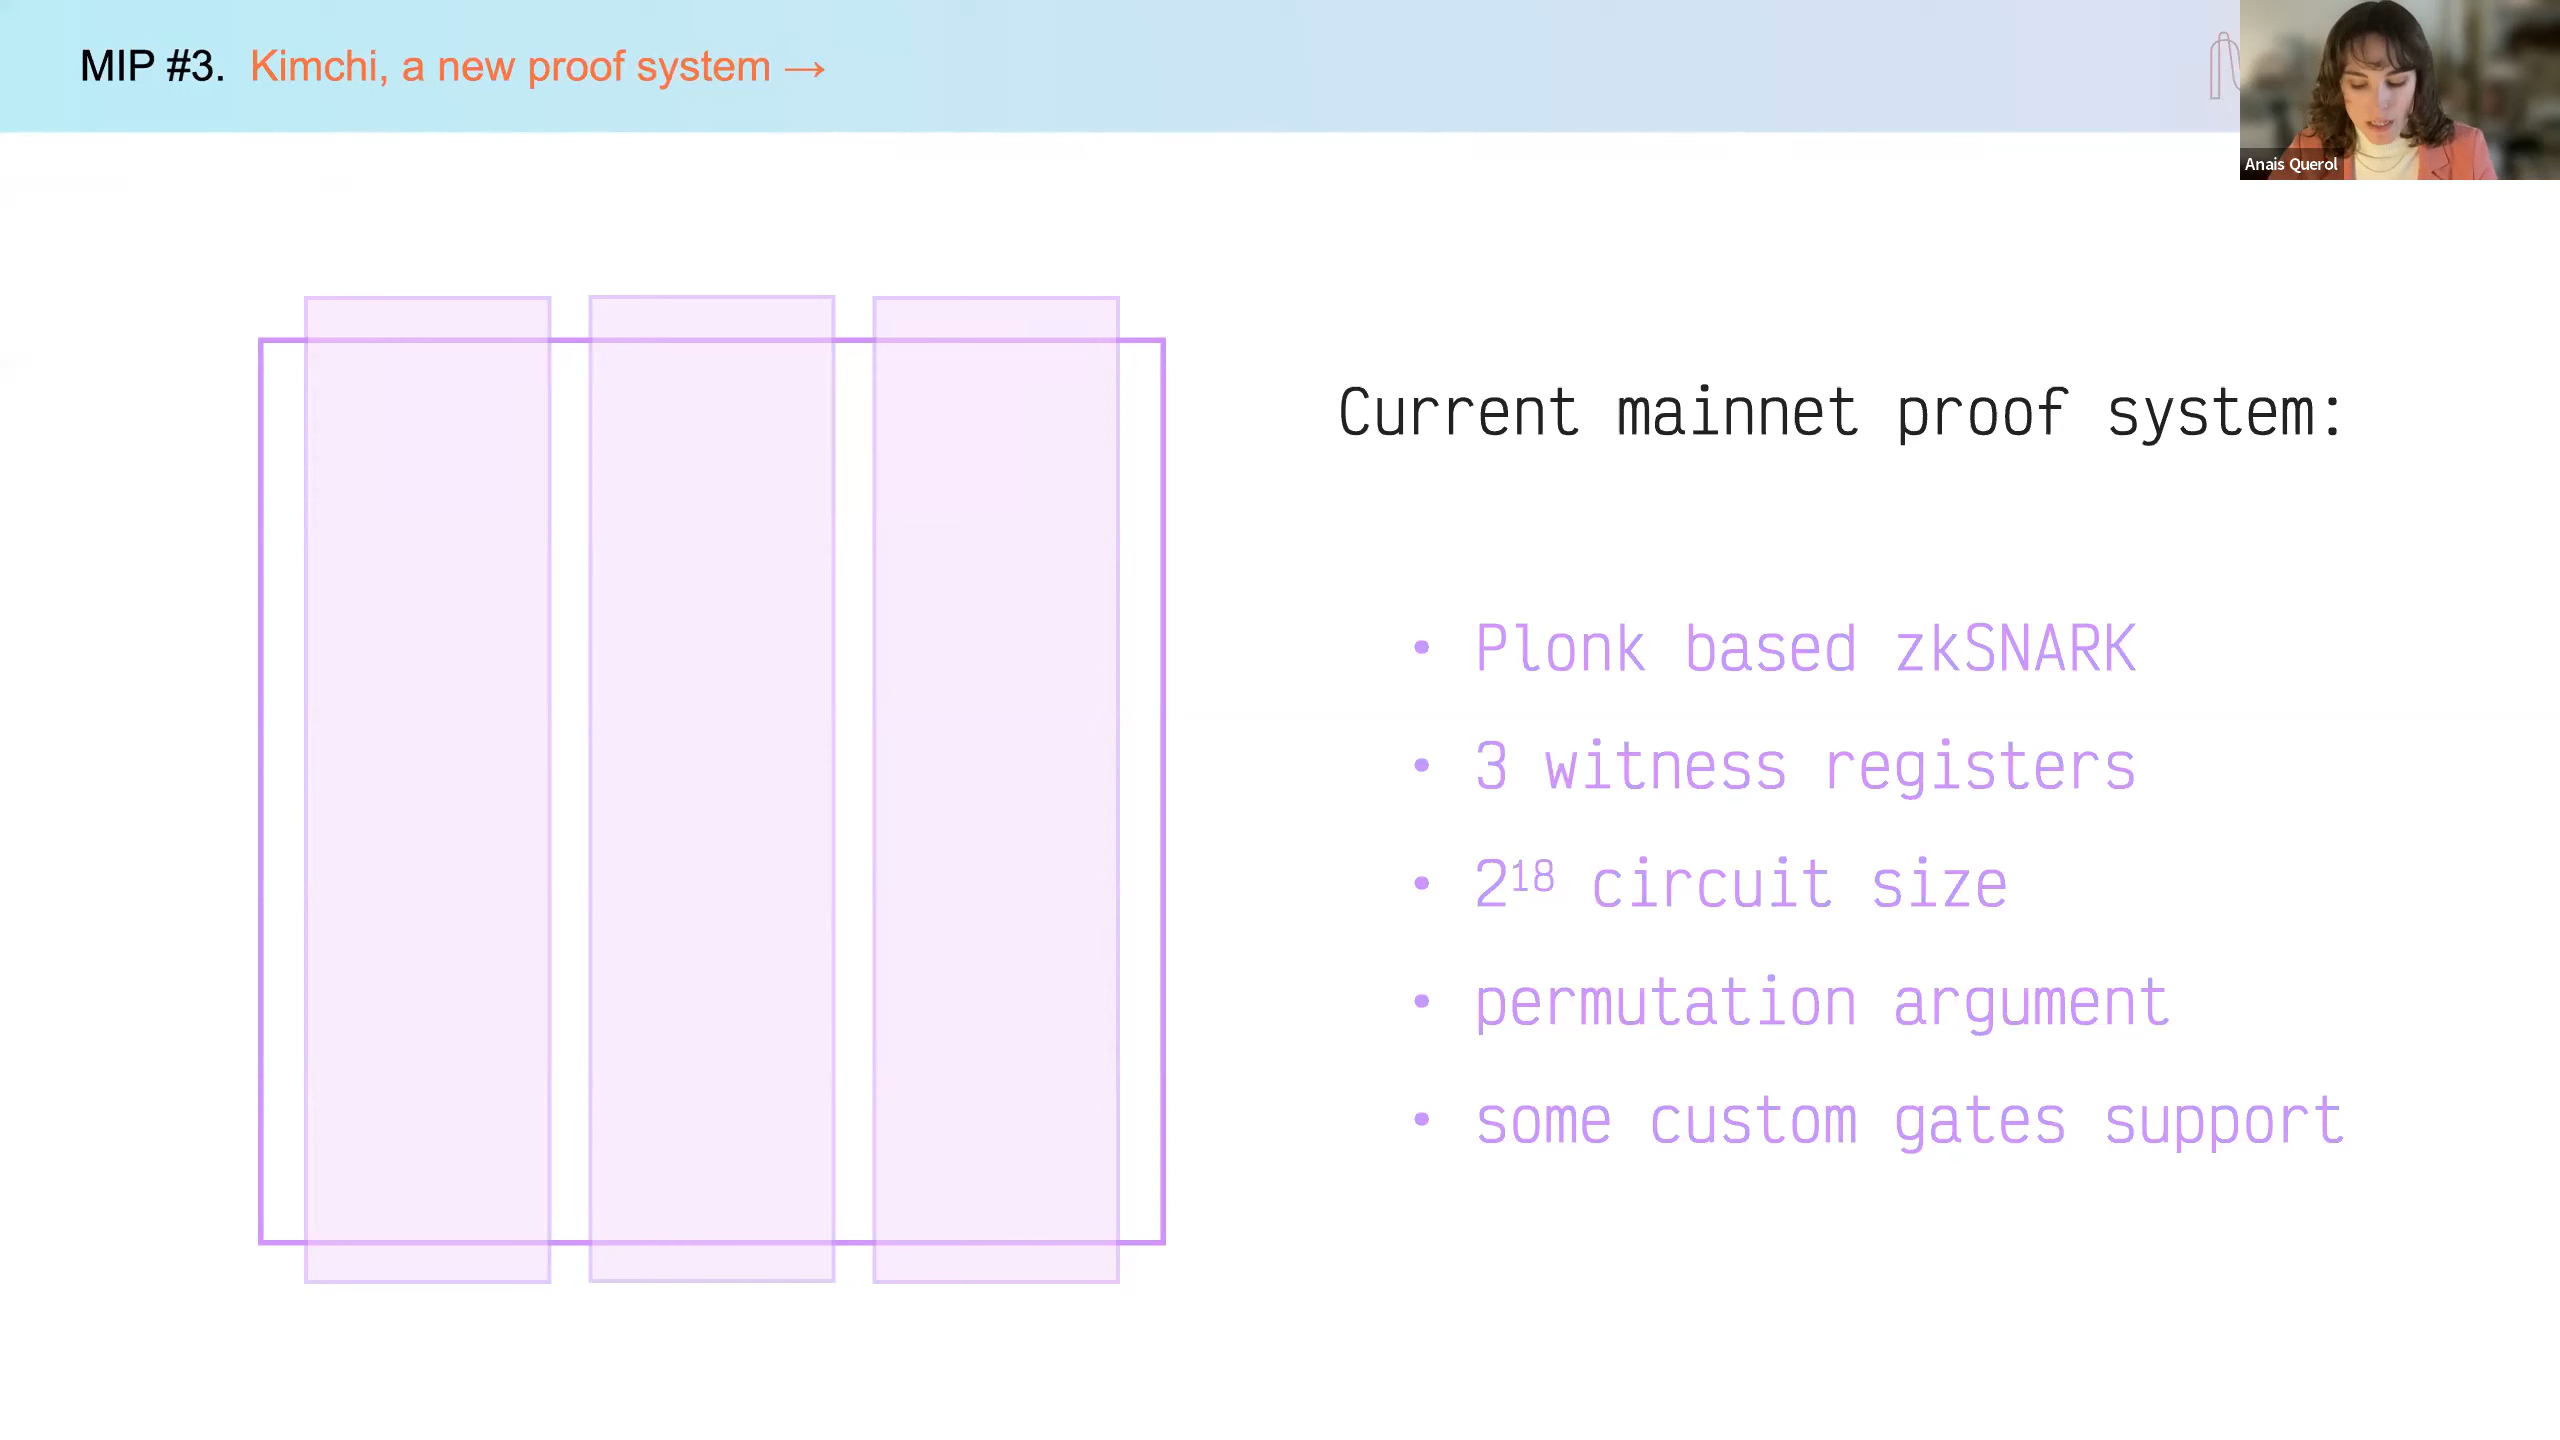 MIP #3. Kimchi, a new proof system →
Anais Querol
Current mainnet proof system:
• Plonk based zkSNARK
• 3 witness registers
• 2¹⁸ circuit size
• permutation argument
• some custom gates support